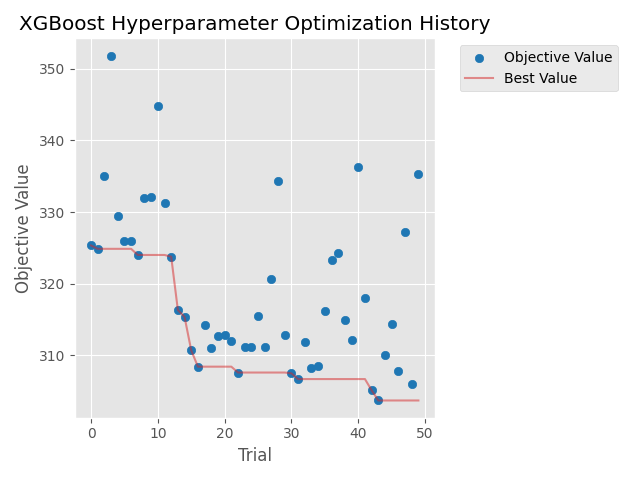 XGBoost Hyperparameter Optimization History
Objective Value
Best Value
Objective Value
350
340
330
320
310
0
10
20
30
40
50
Trial